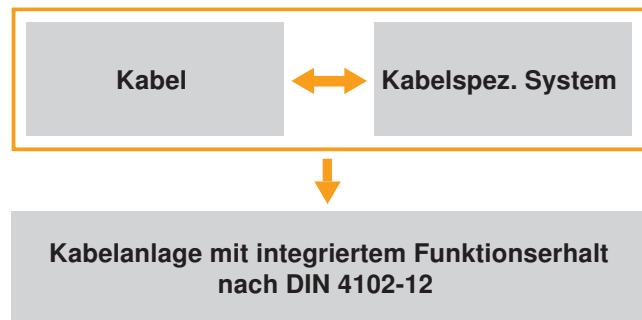 Kabel
Kabelspez. System
Kabelanlage mit integriertem Funktionserhalt
nach DIN 4102-12